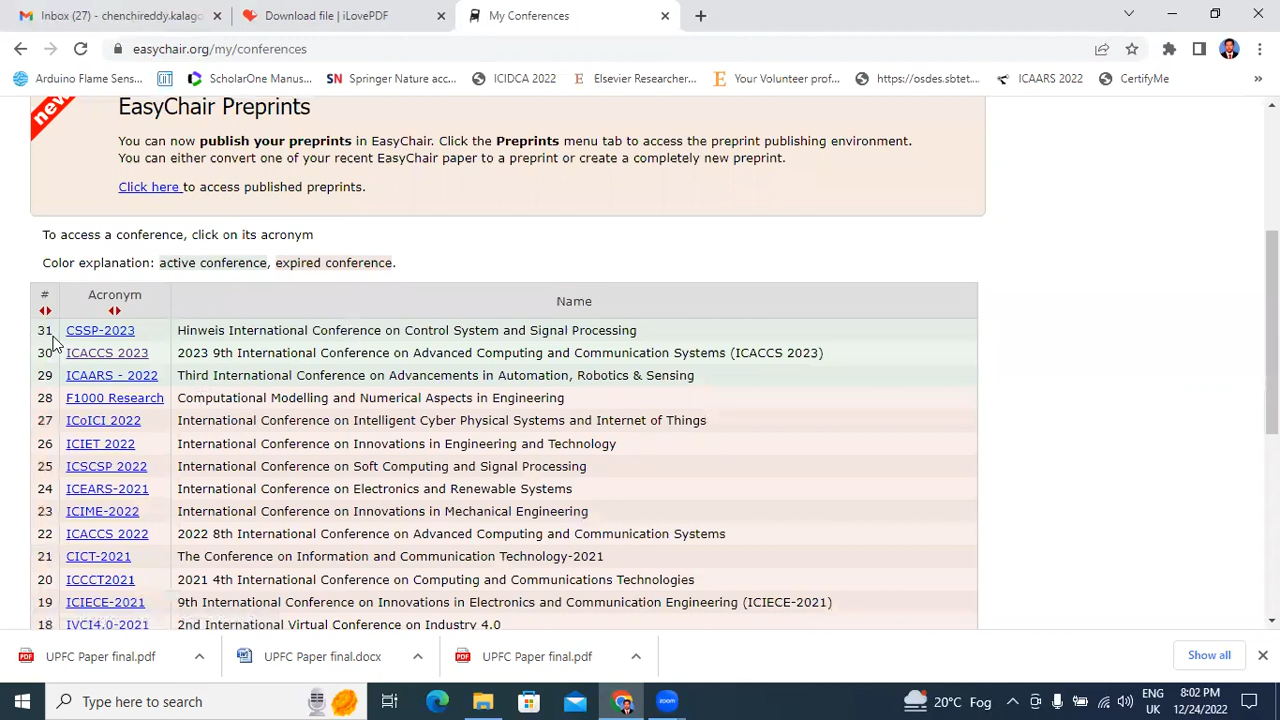 Inbox (27) - chenchireddy.kalago
Download file | iLovePDF
My Conferences
easychair.org/my/conferences
Arduino Flame Sens...
ScholarOne Manus...
SN Springer Nature acc...
ICIDCA 2022
E Elsevier Researcher...
E Your Volunteer prof...
https://osdes.sbtet...
ICAARS 2022
CertifyMe
new
EasyChair Preprints
You can now publish your preprints in EasyChair. Click the Preprints menu tab to access the preprint publishing environment.
You can either convert one of your recent EasyChair paper to a preprint or create a completely new preprint.
Click here to access published preprints.
To access a conference, click on its acronym
Color explanation: active conference, expired conference.
# Acronym Name
31 CSSP-2023 Hinweis International Conference on Control System and Signal Processing
30 ICACCS 2023 2023 9th International Conference on Advanced Computing and Communication Systems (ICACCS 2023)
29 ICAARS - 2022 Third International Conference on Advancements in Automation, Robotics & Sensing
28 F1000 Research Computational Modelling and Numerical Aspects in Engineering
27 ICoICI 2022 International Conference on Intelligent Cyber Physical Systems and Internet of Things
26 ICIET 2022 International Conference on Innovations in Engineering and Technology
25 ICSCSP 2022 International Conference on Soft Computing and Signal Processing
24 ICEARS-2021 International Conference on Electronics and Renewable Systems
23 ICIME-2022 International Conference on Innovations in Mechanical Engineering
22 ICACCS 2022 2022 8th International Conference on Advanced Computing and Communication Systems
21 CICT-2021 The Conference on Information and Communication Technology-2021
20 ICCCT2021 2021 4th International Conference on Computing and Communications Technologies
19 ICIECE-2021 9th International Conference on Innovations in Electronics and Communication Engineering (ICIECE-2021)
18 IVCI4.0-2021 2nd International Virtual Conference on Industry 4.0
UPFC Paper final.pdf
UPFC Paper final.docx
UPFC Paper final.pdf
Show all
Type here to search
20°C Fog
ENG
UK
8:02 PM
12/24/2022